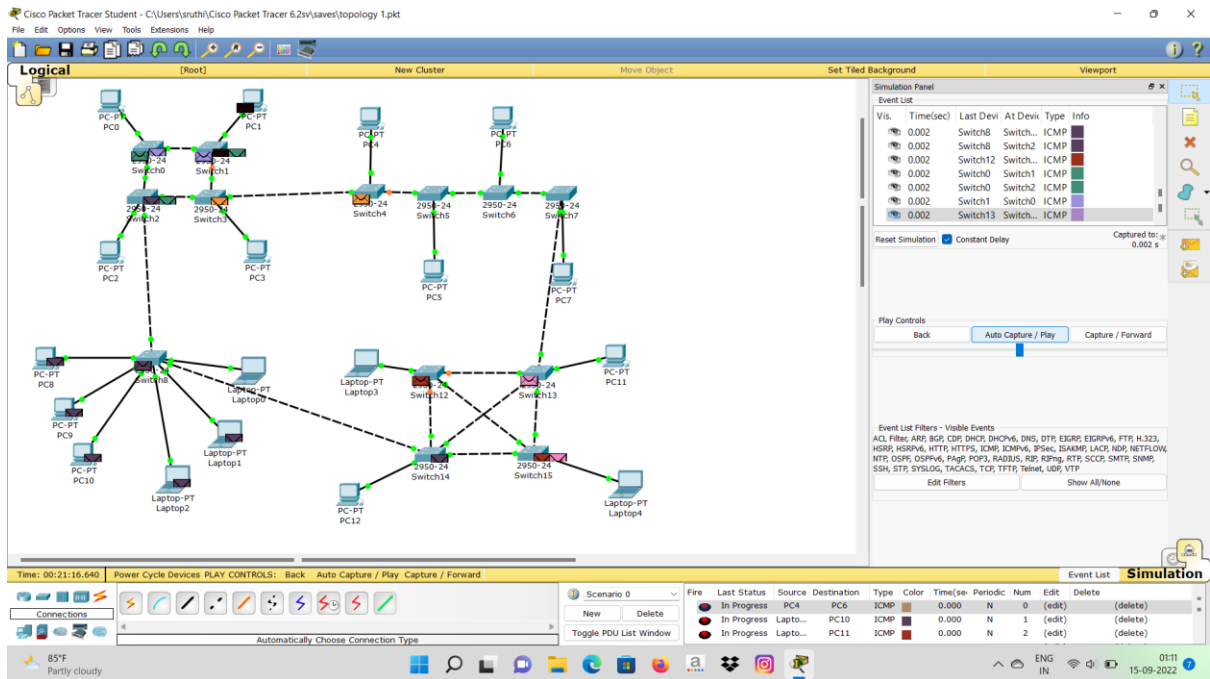 Cisco Packet Tracer Student - C:\Users\sruthi\Cisco Packet Tracer 6.2sv\saves\topology 1.pkt
File Edit Options View Tools Extensions Help
Logical [Root] New Cluster Move Object Set Tiled Background Viewport
PC-PT
PC0
PC-PT
PC1
PC-PT
PC4
PC-PT
PC6
2950-24
Switch0
2950-24
Switch1
2950-24
Switch2
2950-24
Switch3
2950-24
Switch4
2950-24
Switch5
2950-24
Switch6
2950-24
Switch7
PC-PT
PC2
PC-PT
PC3
PC-PT
PC5
PC-PT
PC7
PC-PT
PC8
2950-24
Switch8
Laptop-PT
Laptop0
Laptop-PT
Laptop3
2950-24
Switch12
2950-24
Switch13
PC-PT
PC11
PC-PT
PC9
Laptop-PT
Laptop1
PC-PT
PC10
2950-24
Switch14
2950-24
Switch15
Laptop-PT
Laptop2
PC-PT
PC12
Laptop-PT
Laptop4
Simulation Panel
Event List
Vis. Time(sec) Last Devi At Devic Type Info
0.002 Switch8 Switch... ICMP
0.002 Switch8 Switch2 ICMP
0.002 Switch12 Switch... ICMP
0.002 Switch0 Switch1 ICMP
0.002 Switch0 Switch2 ICMP
0.002 Switch1 Switch0 ICMP
0.002 Switch13 Switch... ICMP
Reset Simulation Constant Delay Captured to: *
0.002 s
Play Controls
Back Auto Capture / Play Capture / Forward
Event List Filters - Visible Events
ACL Filter, ARP, BGP, CDP, DHCP, DHCPv6, DNS, DTP, EIGRP, EIGRPv6, FTP, H.323,
HSRP, HSRPv6, HTTP, HTTPS, ICMP, ICMPv6, IPSec, ISAKMP, LACP, NDP, NETFLOW,
NTP, OSPF, OSPFv6, PAgP, POP3, RADIUS, RIP, RIPng, RTP, SCCP, SMTP, SNMP,
SSH, STP, SYSLOG, TACACS, TCP, TFTP, Telnet, UDP, VTP
Edit Filters Show All/None
Time: 00:21:16.640 Power Cycle Devices PLAY CONTROLS: Back Auto Capture / Play Capture / Forward
Event List Simulation
Connections
Automatically Choose Connection Type
Scenario 0
New Delete
Toggle PDU List Window
Fire Last Status Source Destination Type Color Time(se Periodic Num Edit Delete
In Progress PC4 PC6 ICMP 0.000 N 0 (edit) (delete)
In Progress Lapto... PC10 ICMP 0.000 N 1 (edit) (delete)
In Progress Lapto... PC11 ICMP 0.000 N 2 (edit) (delete)
85°F
Partly cloudy
ENG
IN
01:11
15-09-2022
7